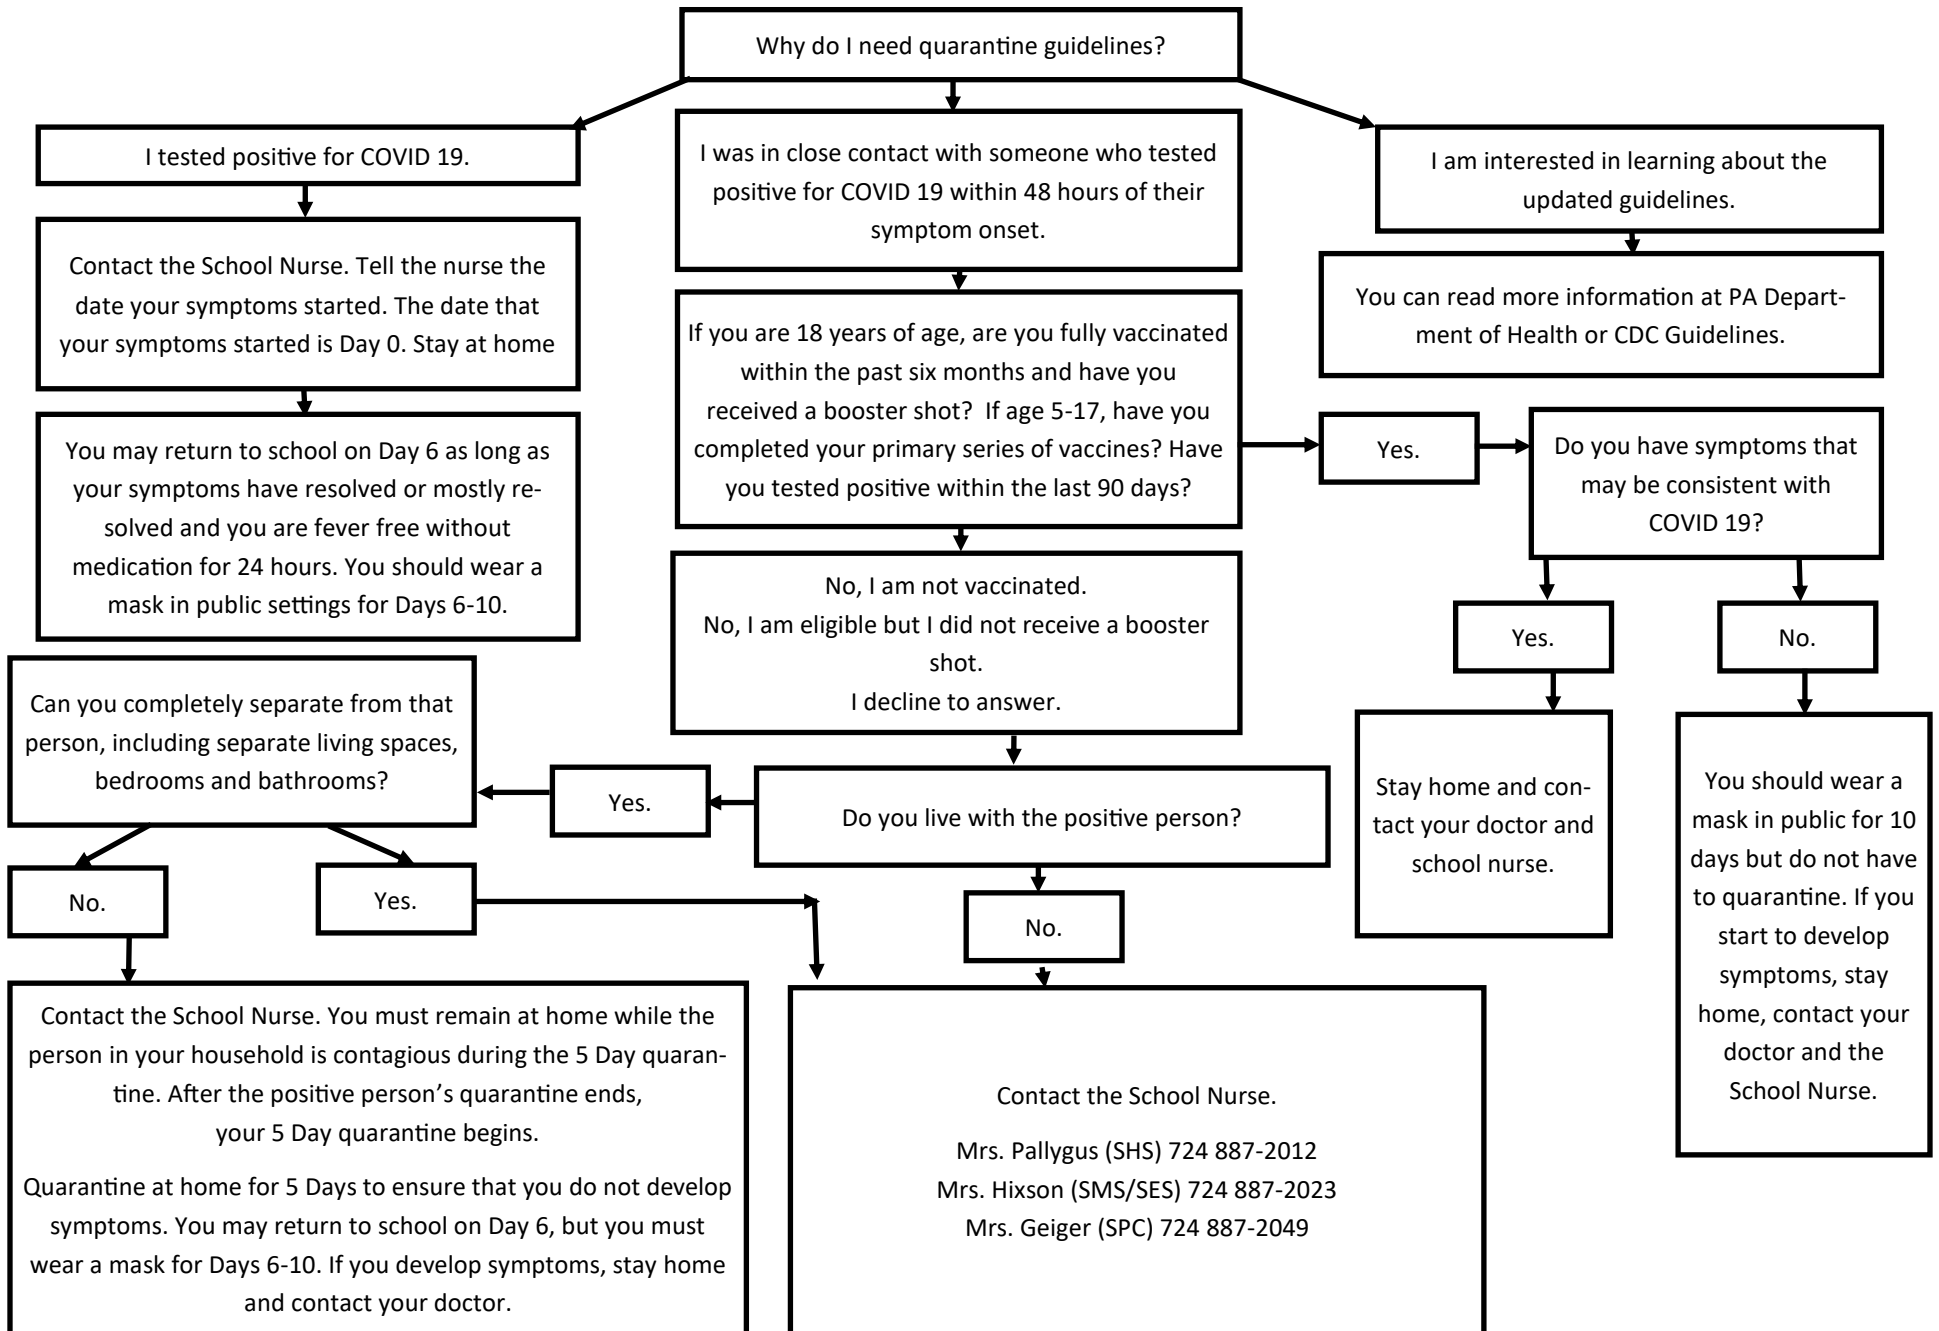 Why do I need quarantine guidelines?
I tested positive for COVID 19.
Contact the School Nurse. Tell the nurse the
date your symptoms started. The date that
your symptoms started is Day 0. Stay at home
You may return to school on Day 6 as long as
your symptoms have resolved or mostly re-
solved and you are fever free without
medication for 24 hours. You should wear a
mask in public settings for Days 6-10.
I was in close contact with someone who tested
positive for COVID 19 within 48 hours of their
symptom onset.
If you are 18 years of age, are you fully vaccinated
within the past six months and have you
received a booster shot?  If age 5-17, have you
completed your primary series of vaccines? Have
you tested positive within the last 90 days?
I am interested in learning about the
updated guidelines.
You can read more information at PA Depart-
ment of Health or CDC Guidelines.
Yes.
Do you have symptoms that
may be consistent with
COVID 19?
Yes.
No.
Stay home and con-
tact your doctor and
school nurse.
You should wear a
mask in public for 10
days but do not have
to quarantine. If you
start to develop
symptoms, stay
home, contact your
doctor and the
School Nurse.
No, I am not vaccinated.
No, I am eligible but I did not receive a booster
shot.
I decline to answer.
Do you live with the positive person?
Yes.
Can you completely separate from that
person, including separate living spaces,
bedrooms and bathrooms?
No.
Yes.
No.
Contact the School Nurse. You must remain at home while the
person in your household is contagious during the 5 Day quaran-
tine. After the positive person’s quarantine ends,
your 5 Day quarantine begins.
Quarantine at home for 5 Days to ensure that you do not develop
symptoms. You may return to school on Day 6, but you must
wear a mask for Days 6-10. If you develop symptoms, stay home
and contact your doctor.
Contact the School Nurse.
Mrs. Pallygus (SHS) 724 887-2012
Mrs. Hixson (SMS/SES) 724 887-2023
Mrs. Geiger (SPC) 724 887-2049